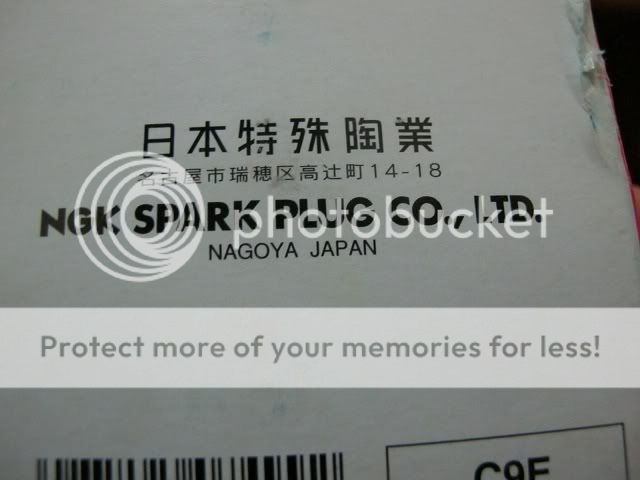 日本特殊陶業
名古屋市瑞穂区高辻町14-18
NGK SPARK PLUG CO., LTD.
photobucket
NAGOYA JAPAN
Protect more of your memories for less!